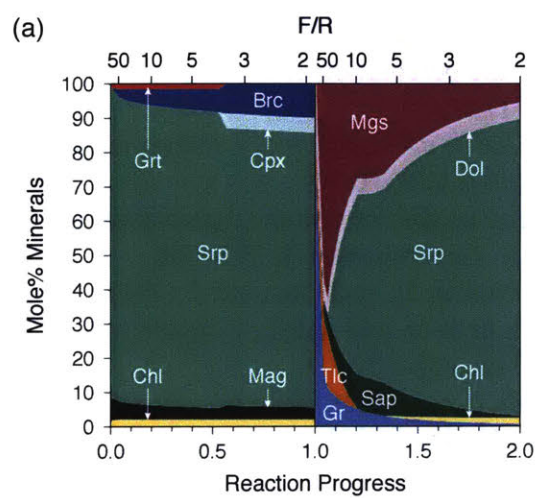 (a)
F/R
50 10 5 3 2 50 10 5 3 2
100
90
80
70
60
50
40
30
20
10
0
Mole% Minerals
Brc
Grt
Cpx
Srp
Chl
Mag
Mgs
Dol
Srp
Tlc
Sap
Gr
Chl
0.0 0.5 1.0 1.5 2.0
Reaction Progress